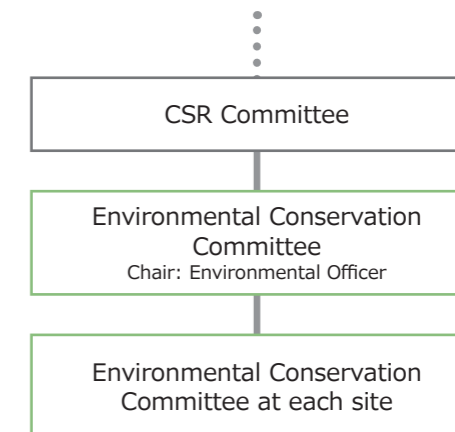 CSR Committee
Environmental Conservation
Committee
Chair: Environmental Officer
Environmental Conservation
Committee at each site